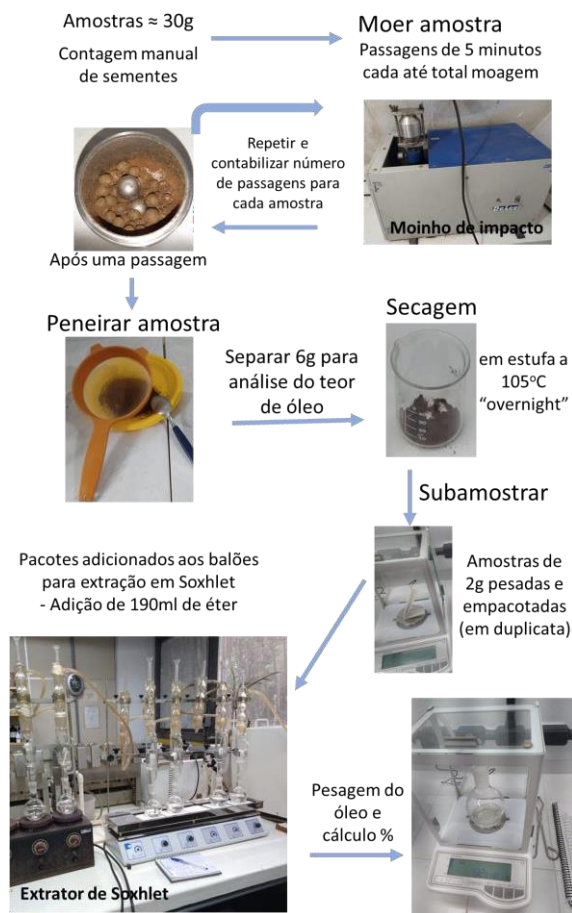 Amostras ≈ 30g
Contagem manual
de sementes
Moer amostra
Passagens de 5 minutos
cada até total moagem
Repetir e
contabilizar número
de passagens para
cada amostra
Moinho de impacto
Após uma passagem
Peneirar amostra
Separar 6g para
análise do teor
de óleo
Secagem
em estufa a
105°C
“overnight”
Subamostrar
Amostras de
2g pesadas e
empacotadas
(em duplicata)
Pacotes adicionados aos balões
para extração em Soxhlet
- Adição de 190ml de éter
Extrator de Soxhlet
Pesagem do
óleo e
cálculo %